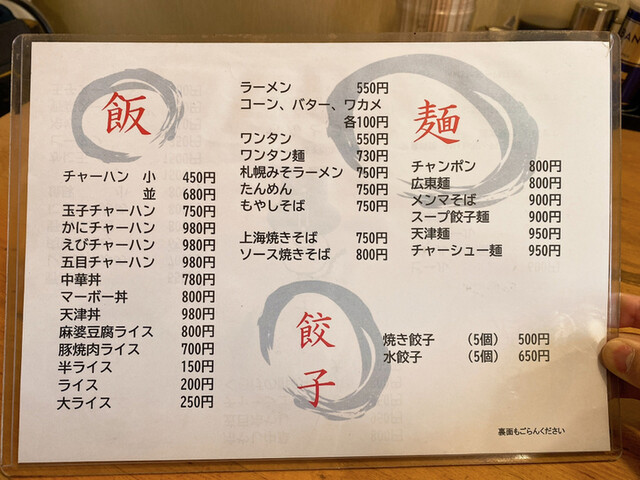 飯
チャーハン 小 450円
並 680円
玉子チャーハン 750円
かにチャーハン 980円
えびチャーハン 980円
五目チャーハン 980円
中華丼 780円
マーボー丼 800円
天津丼 980円
麻婆豆腐ライス 800円
豚焼肉ライス 700円
半ライス 150円
ライス 200円
大ライス 250円
麺
ラーメン 550円
コーン、バター、ワカメ
各100円
ワンタン 550円
ワンタン麺 730円
札幌みそラーメン 750円
たんめん 750円
もやしそば 750円
上海焼きそば 750円
ソース焼きそば 800円
チャンポン 800円
広東麺 800円
メンマそば 900円
スープ餃子麺 900円
天津麺 950円
チャーシュー麺 950円
餃子
焼き餃子 （5個） 500円
水餃子 （5個） 650円
裏面もごらんください